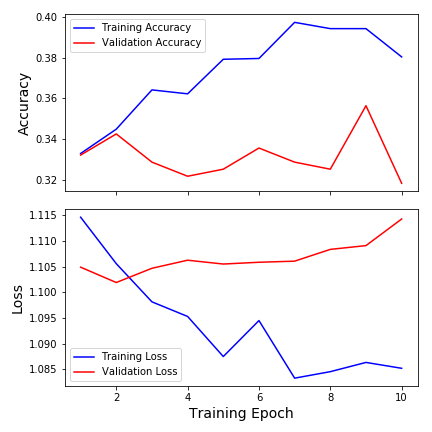 0.40
0.38
0.36
0.34
0.32
Accuracy
Training Accuracy
Validation Accuracy
1.115
1.110
1.105
1.100
1.095
1.090
1.085
Loss
Training Loss
Validation Loss
2 4 6 8 10
Training Epoch